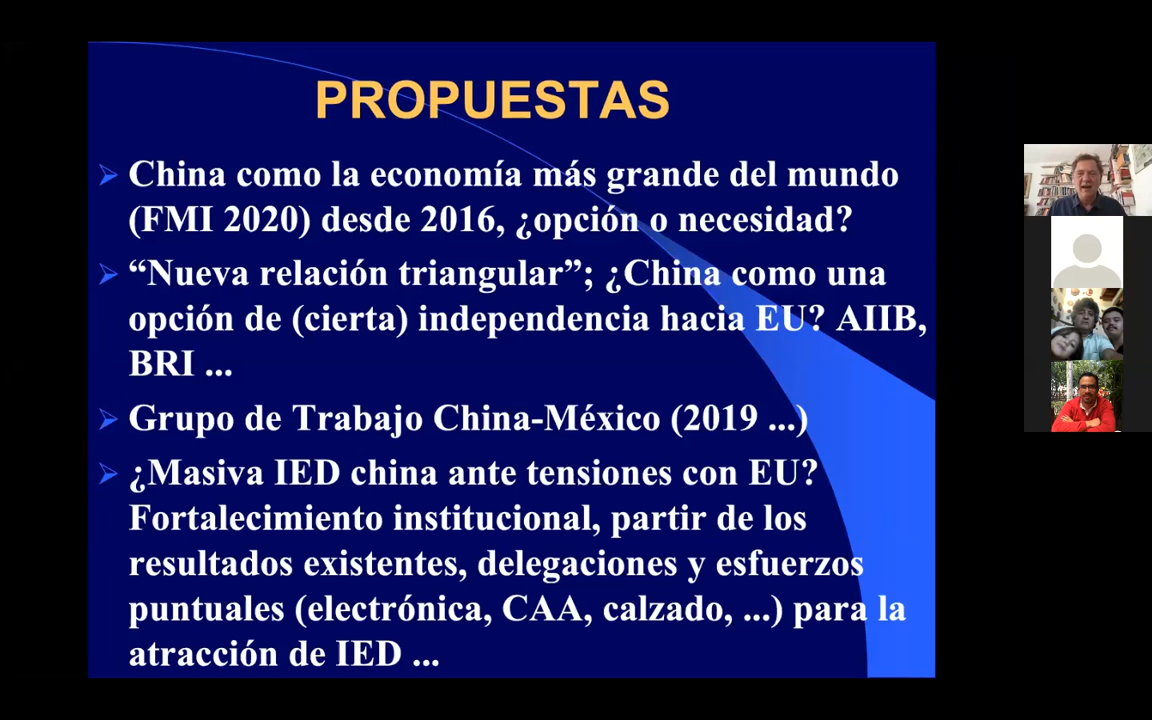 PROPUESTAS
China como la economía más grande del mundo
(FMI 2020) desde 2016, ¿opción o necesidad?
“Nueva relación triangular”; ¿China como una
opción de (cierta) independencia hacia EU? AIIB,
BRI ...
Grupo de Trabajo China-México (2019 ...)
¿Masiva IED china ante tensiones con EU?
Fortalecimiento institucional, partir de los
resultados existentes, delegaciones y esfuerzos
puntuales (electrónica, CAA, calzado, ...) para la
atracción de IED ...